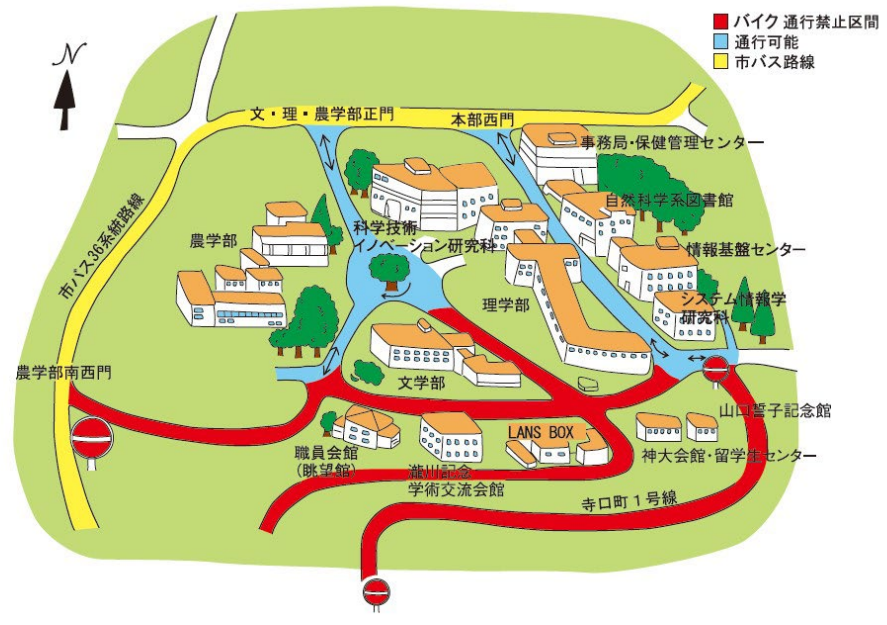 バイク 通行禁止区間
通行可能
市バス路線
N
文・理・農学部正門
本部西門
事務局・保健管理センター
自然科学系図書館
科学技術
イノベーション研究科
農学部
情報基盤センター
市バス36系統路線
理学部
システム情報学
研究科
農学部南西門
文学部
山口誓子記念館
LANS BOX
職員会館
(眺望館)
瀧川記念
学術交流会館
神大会館・留学生センター
寺口町1号線